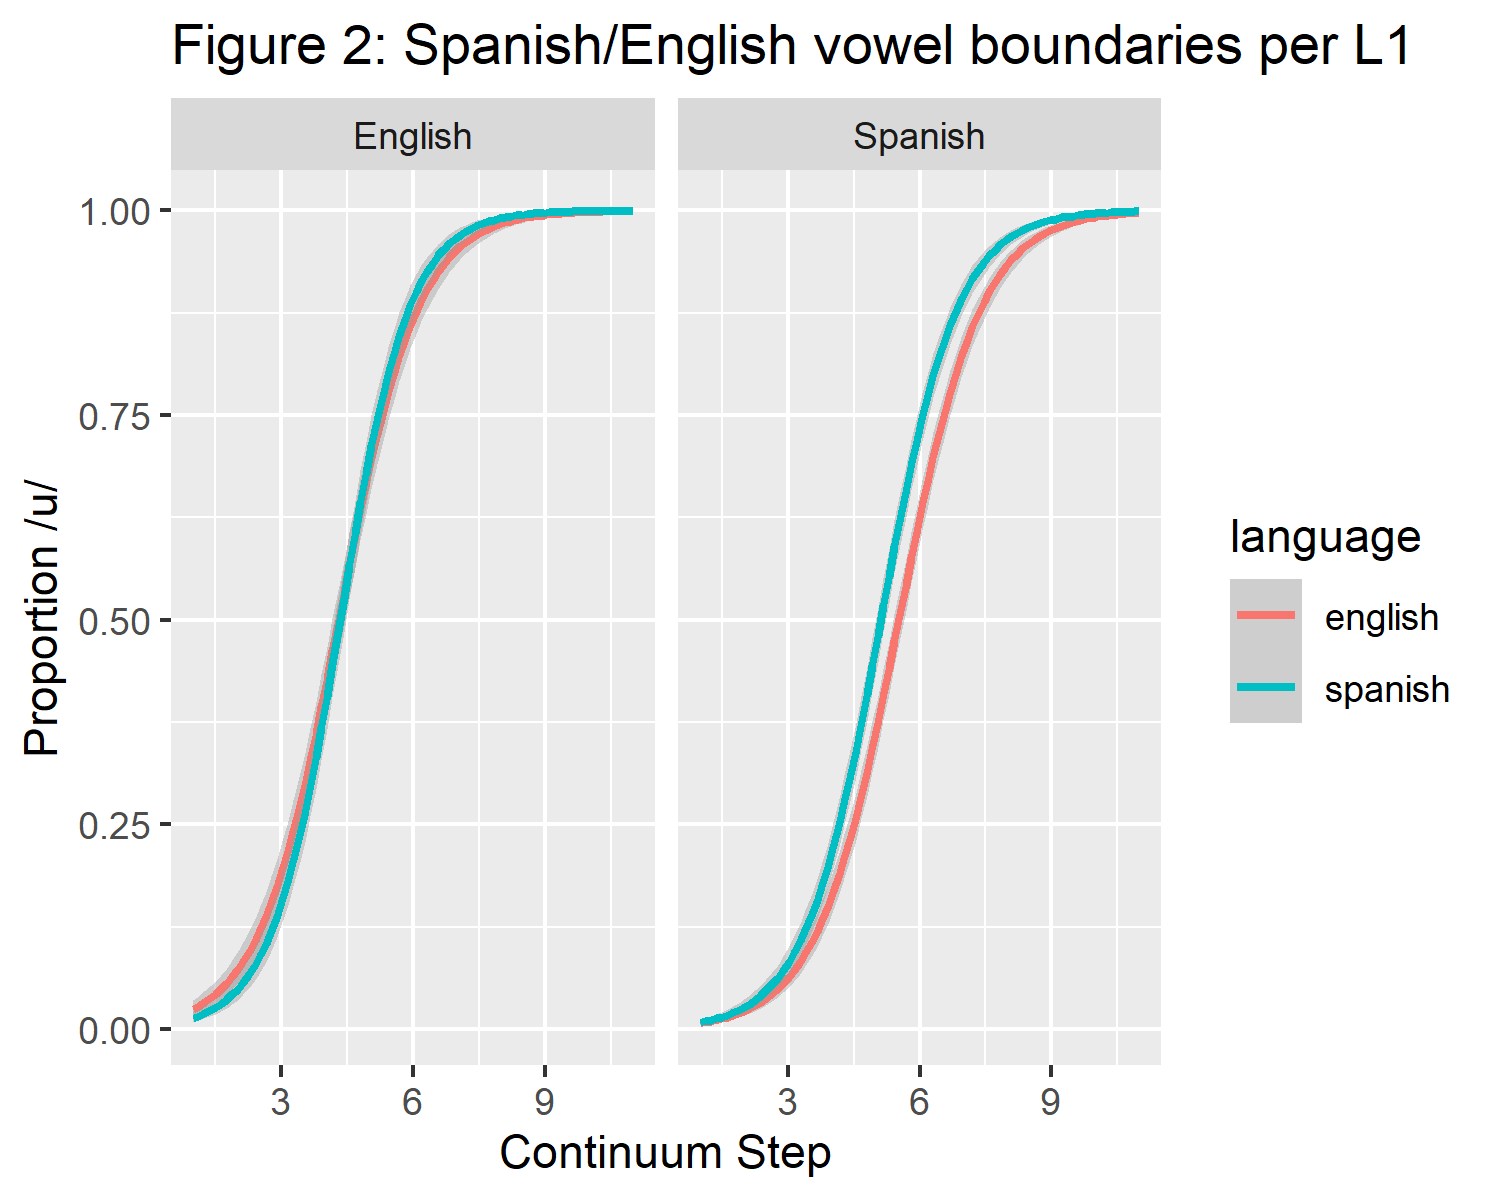 Figure 2: Spanish/English vowel boundaries per L1
English Spanish
1.00
0.75
0.50
0.25
0.00
Proportion /u/
3 6 9 3 6 9
Continuum Step
language
english
spanish